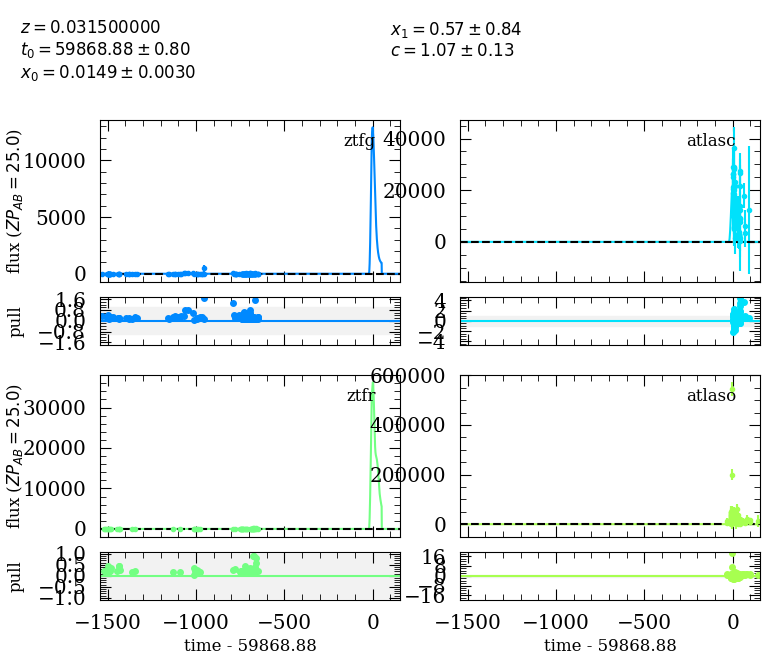 z = 0.031500000
t0 = 59868.88 ± 0.80
x0 = 0.0149 ± 0.0030
x1 = 0.57 ± 0.84
c = 1.07 ± 0.13
flux (ZPAB = 25.0)
10000
5000
0
ztfg
40000
20000
0
atlasc
pull
1.6
0.8
0.0
−0.8
−1.6
4
2
0
−2
−4
flux (ZPAB = 25.0)
30000
20000
10000
0
ztfr
600000
400000
200000
0
atlaso
pull
1.0
0.5
0.0
−0.5
−1.0
16
8
0
−8
−16
−1500
−1000
−500
0
time - 59868.88
−1500
−1000
−500
0
time - 59868.88